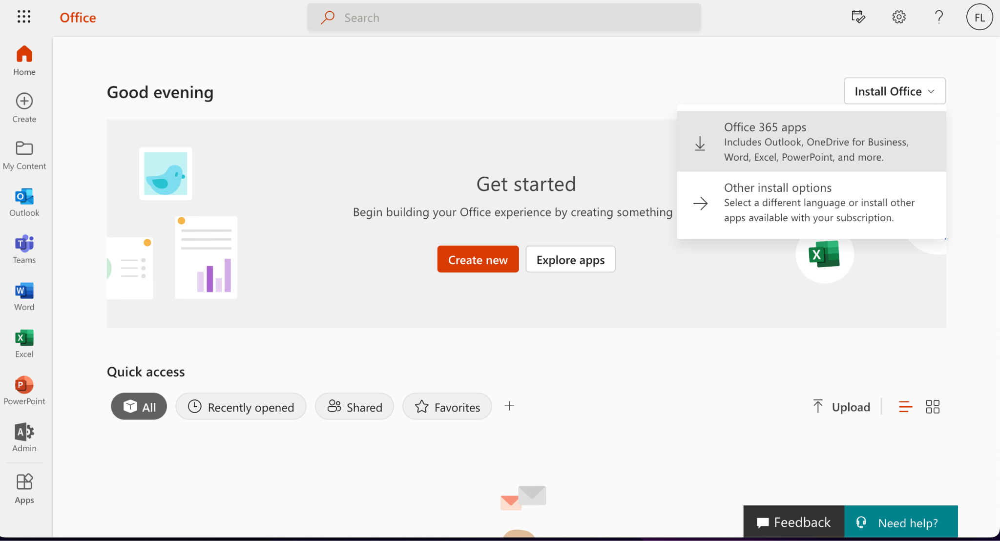 Office
Search
FL
Home
Create
My Content
Outlook
Teams
Word
Excel
PowerPoint
Admin
Apps
Good evening
Install Office
Office 365 apps
Includes Outlook, OneDrive for Business,
Word, Excel, PowerPoint, and more.
Other install options
Select a different language or install other
apps available with your subscription.
Get started
Begin building your Office experience by creating something
Create new
Explore apps
Quick access
All
Recently opened
Shared
Favorites
Upload
Feedback
Need help?